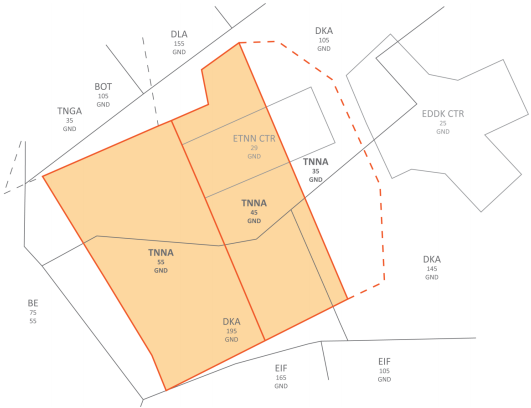 DLA
155
GND
DKA
105
GND
BOT
105
GND
TNGA
35
GND
EDDK CTR
25
GND
ETNN CTR
29
GND
TNNA
35
GND
TNNA
45
GND
TNNA
55
GND
DKA
145
GND
BE
75
55
DKA
195
GND
EIF
165
GND
EIF
105
GND